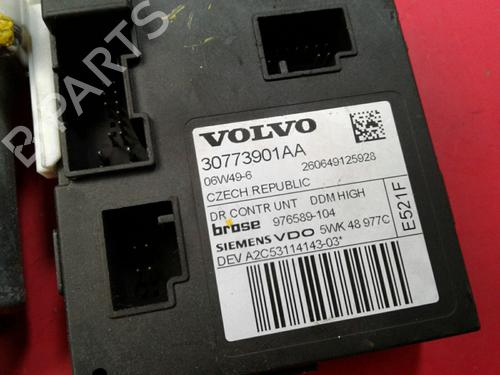 VOLVO
30773901AA
06W49-6 260649125928
CZECH REPUBLIC
DR CONTR UNT DDM HIGH
brose 976589-104
SIEMENS VDO 5WK 48 977C
DEV A2C53114143-03*
E521F
B-PARTS